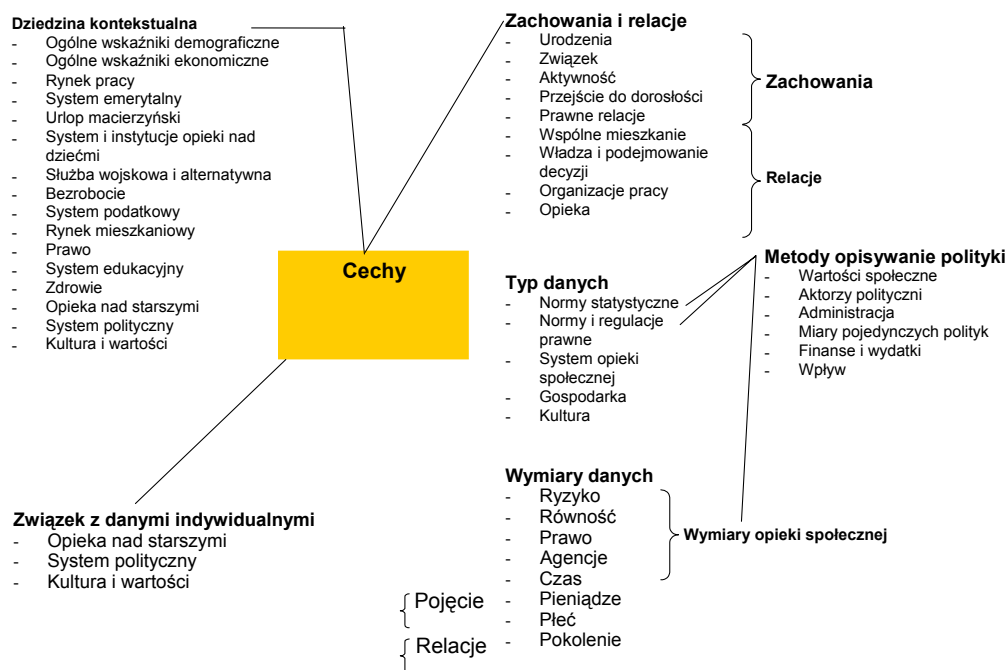 Dziedzina kontekstualna
- Ogólne wskaźniki demograficzne
- Ogólne wskaźniki ekonomiczne
- Rynek pracy
- System emerytalny
- Urlop macierzyński
- System i instytucje opieki nad
dziećmi
- Służba wojskowa i alternatywna
- Bezrobocie
- System podatkowy
- Rynek mieszkaniowy
- Prawo
- System edukacyjny
- Zdrowie
- Opieka nad starszymi
- System polityczny
- Kultura i wartości
Zachowania i relacje
- Urodzenia
- Związek
- Aktywność
- Przejście do dorosłości
- Prawne relacje
- Wspólne mieszkanie
- Władza i podejmowanie
decyzji
- Organizacje pracy
- Opieka
Zachowania
Relacje
Cechy
Typ danych
- Normy statystyczne
- Normy i regulacje
prawne
- System opieki
społecznej
- Gospodarka
- Kultura
Metody opisywanie polityki
- Wartości społeczne
- Aktorzy polityczni
- Administracja
- Miary pojedynczych polityk
- Finanse i wydatki
- Wpływ
Związek z danymi indywidualnymi
- Opieka nad starszymi
- System polityczny
- Kultura i wartości
Wymiary danych
- Ryzyko
- Równość
- Prawo
- Agencje
- Czas
- Pieniądze
- Płeć
- Pokolenie
Wymiary opieki społecznej
Pojęcie
Relacje